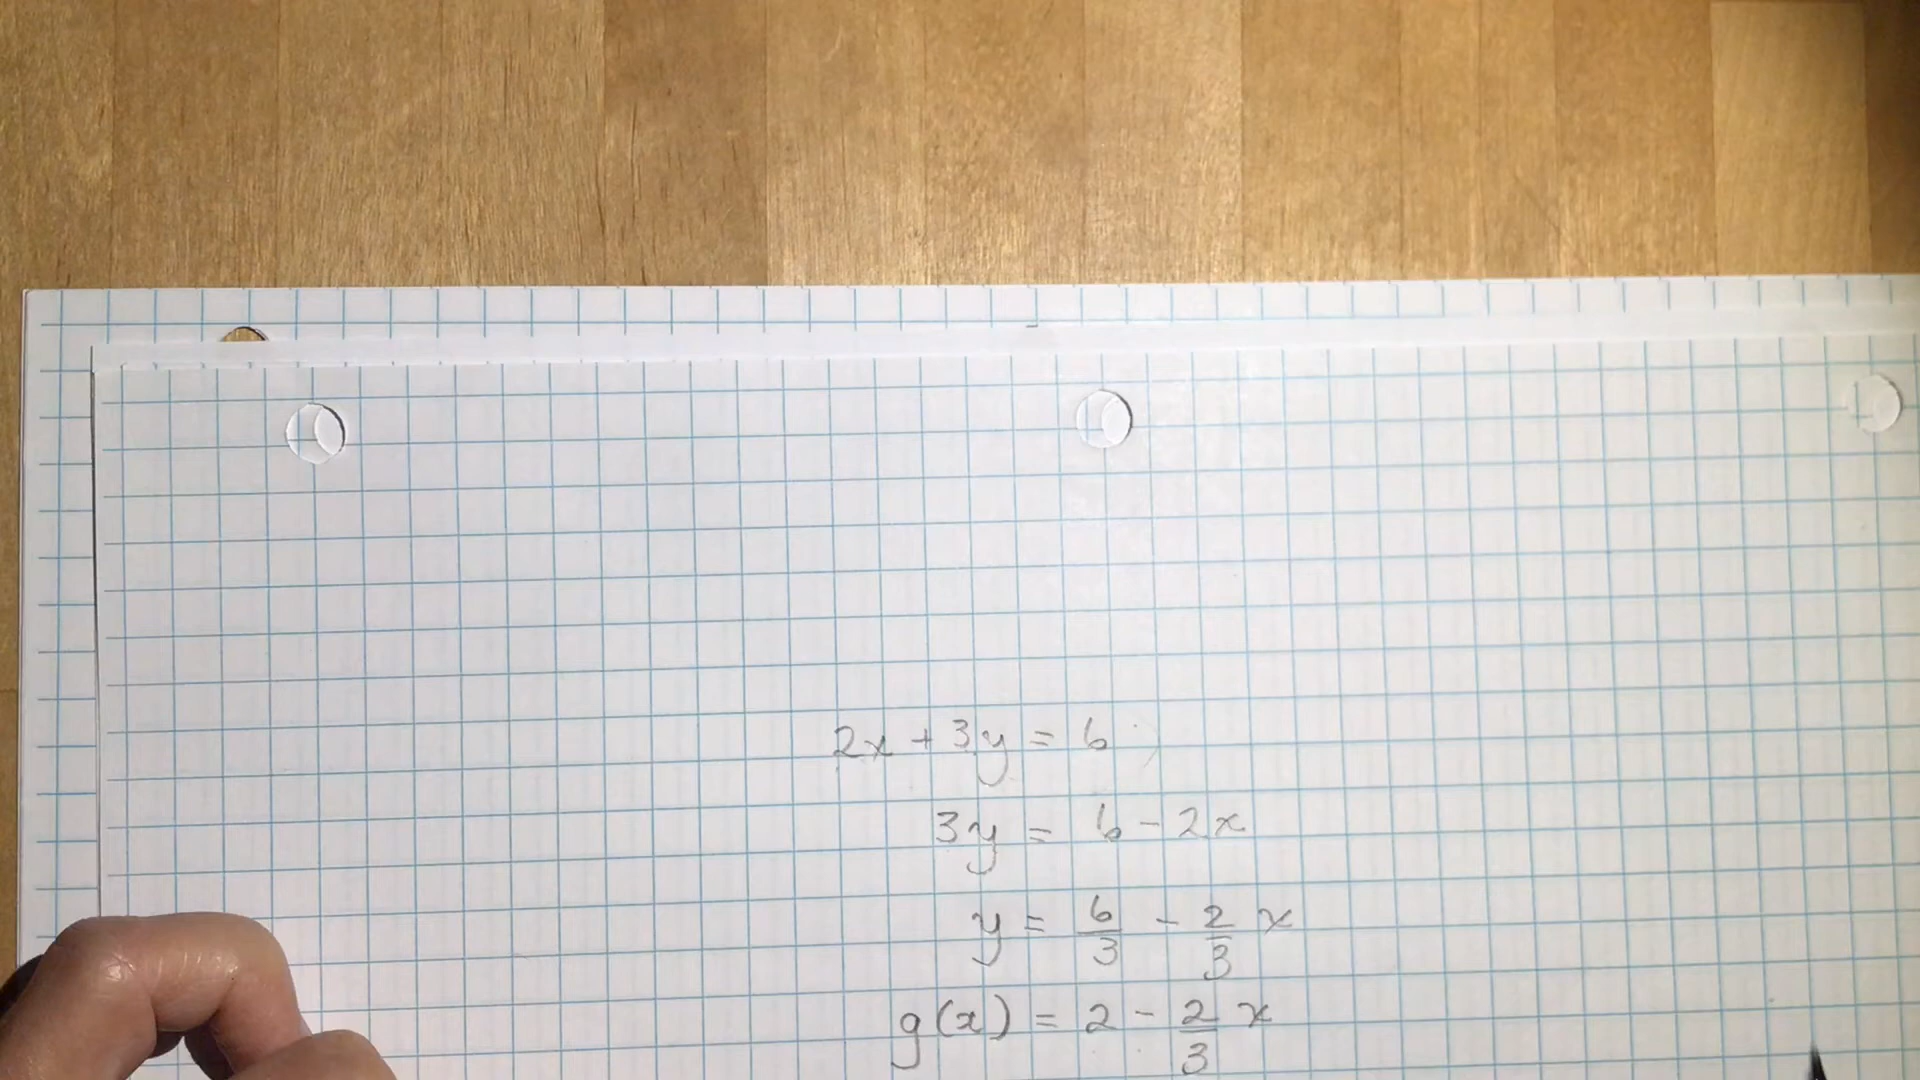 2x + 3y = 6
3y = 6 - 2x
y = 6/3 - 2/3 x
g(x) = 2 - 2/3 x